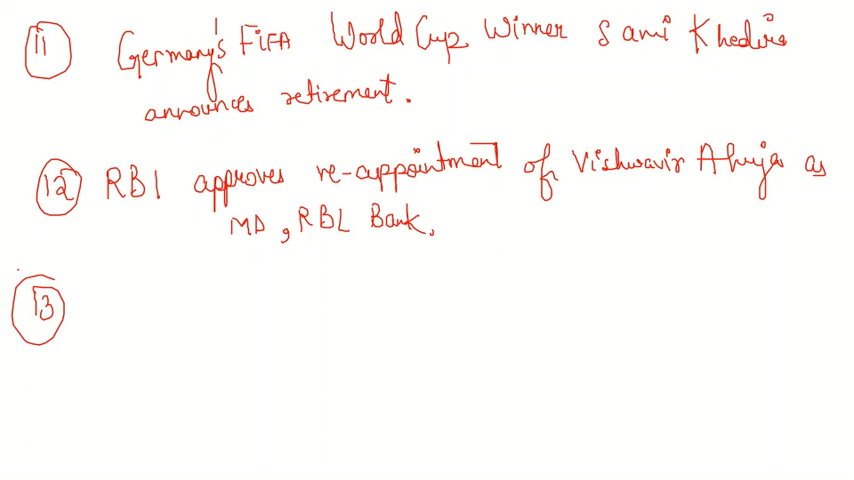 11 Germany's FiFA World Cup Winner Sami Khedira
announces retirement.
12 RBI approves re-appointment of Vishwavir Ahuja as
MD, RBL Bank,
13